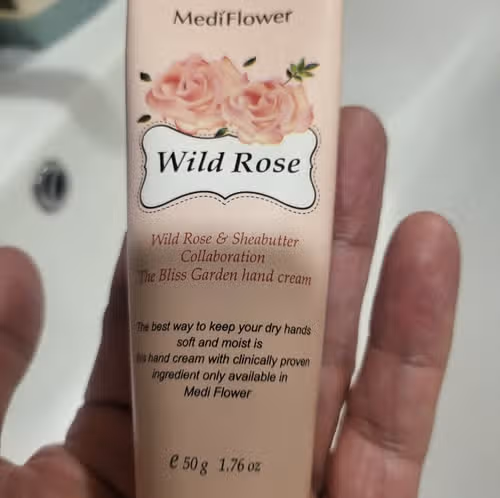 MediFlower
Wild Rose
Wild Rose & Sheabutter
Collaboration
The Bliss Garden hand cream
The best way to keep your dry hands
soft and moist is
this hand cream with clinically proven
ingredient only available in
Medi Flower
e 50 g 1.76 oz